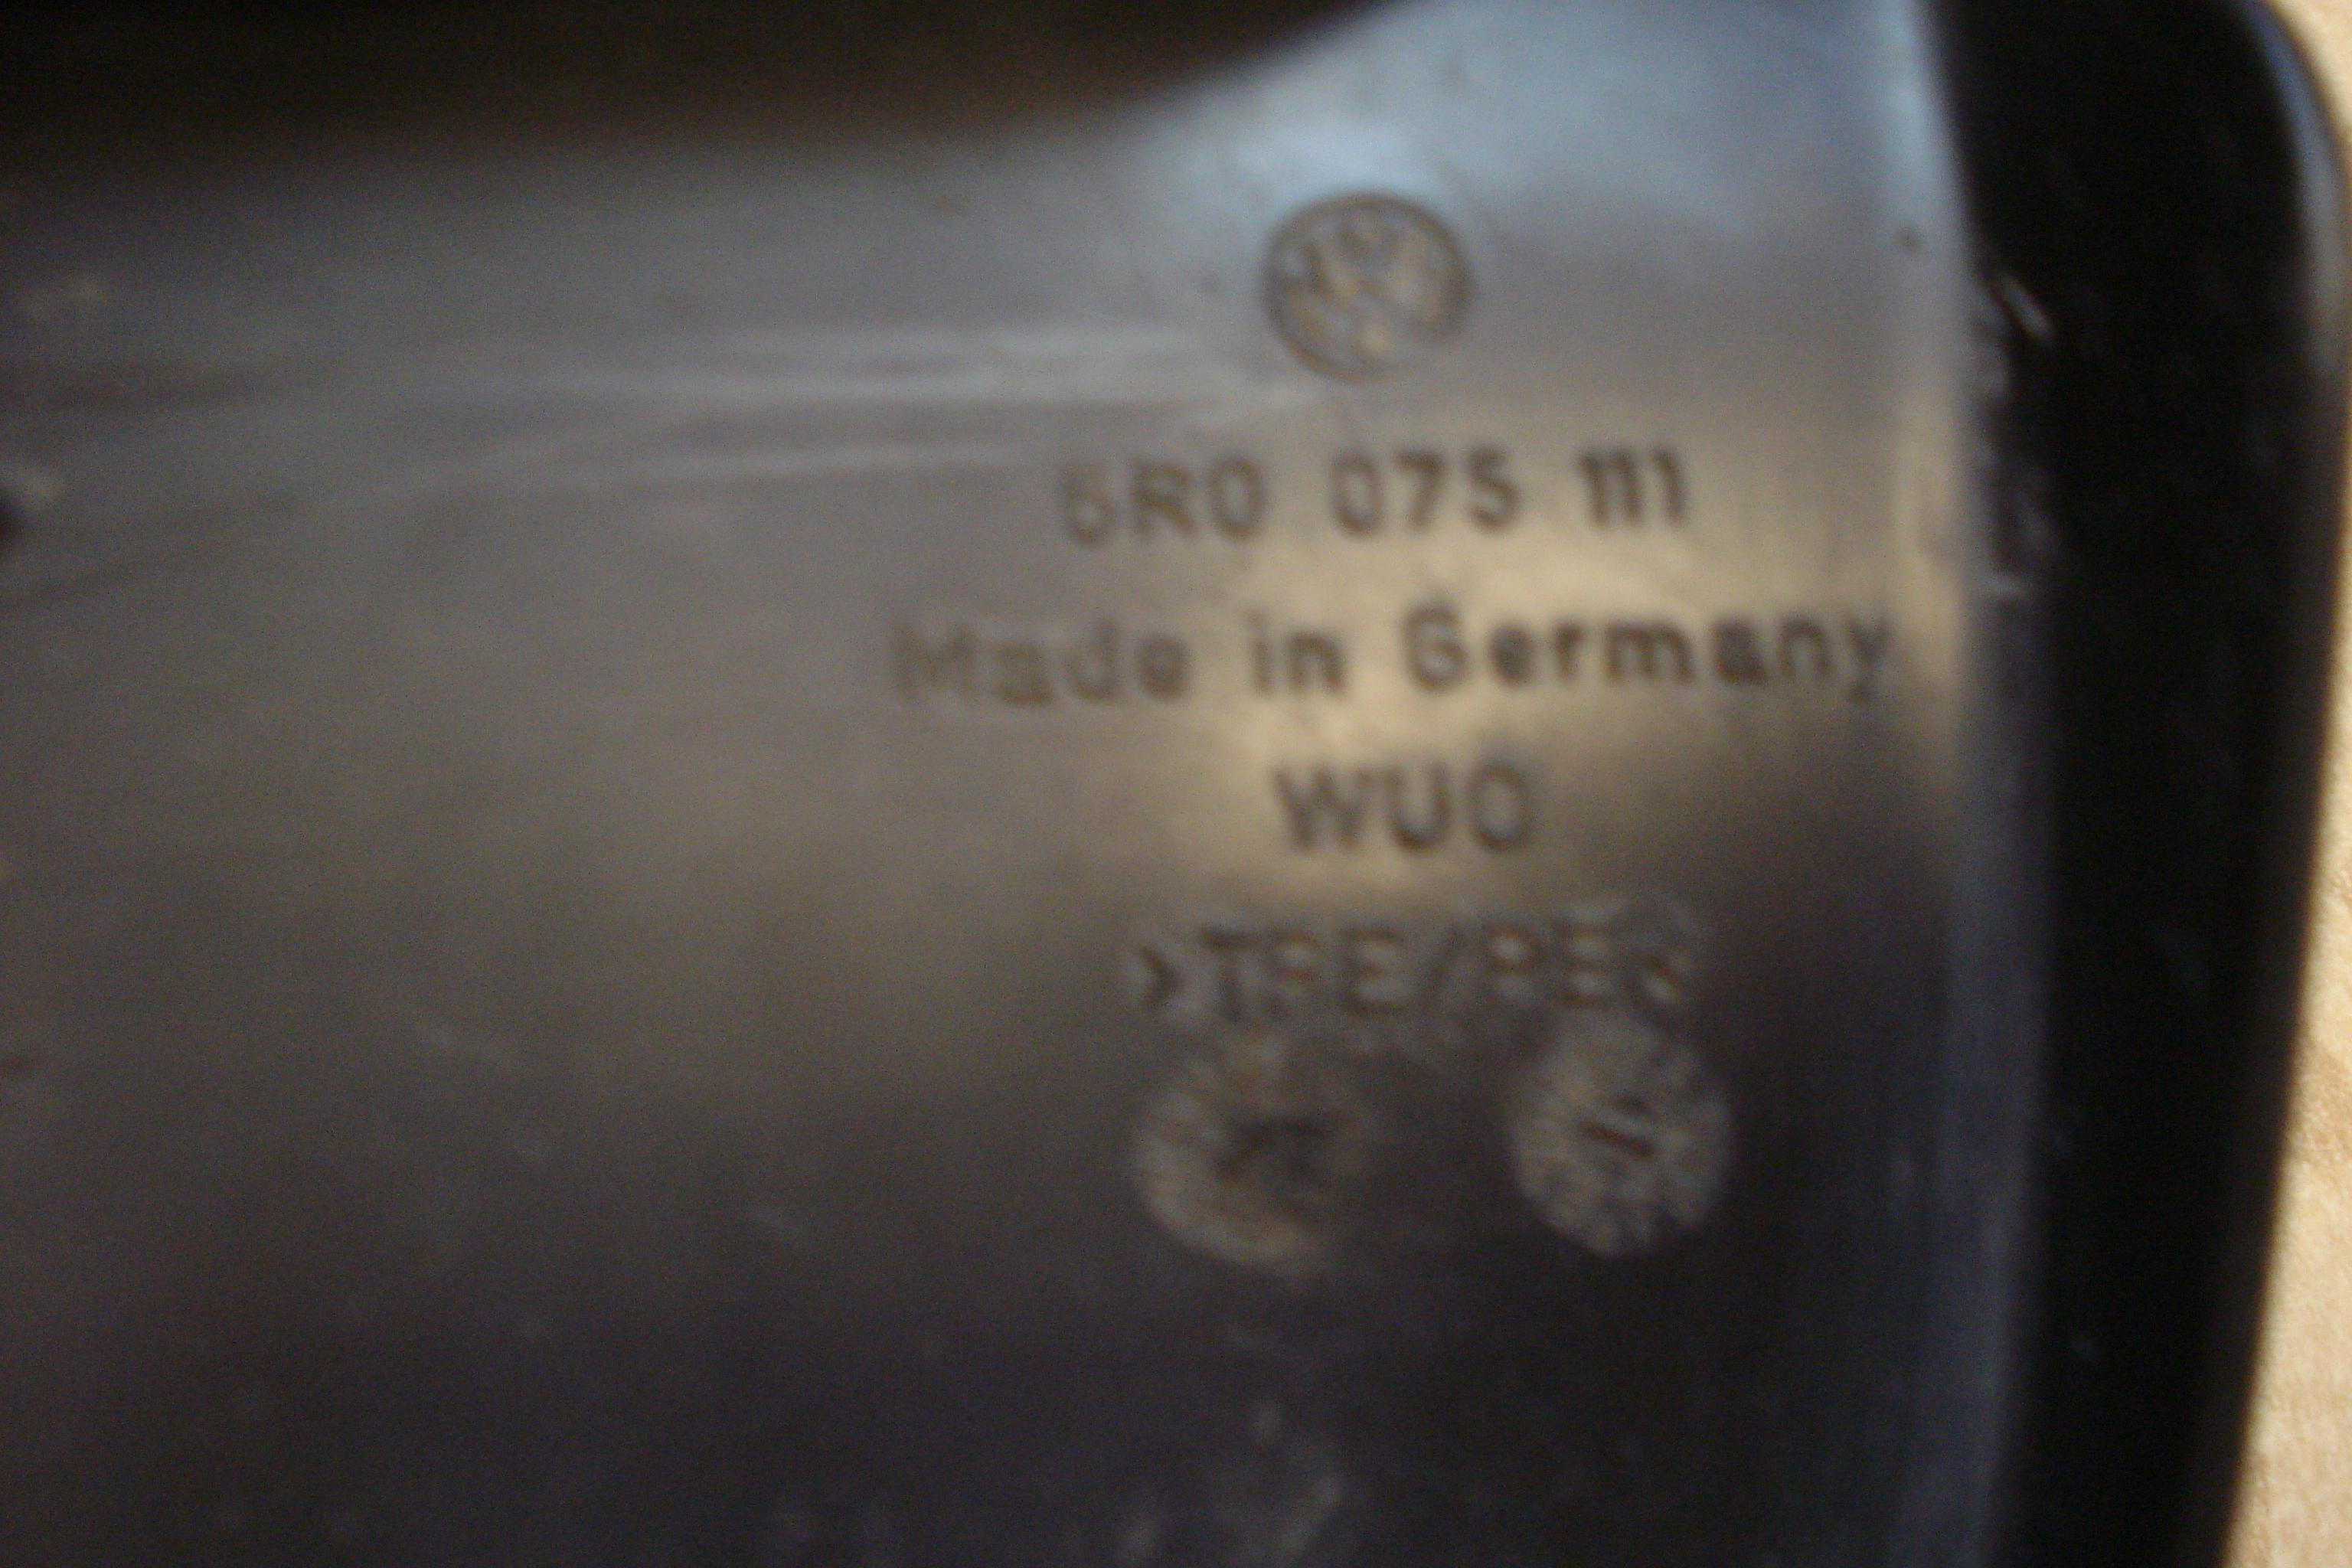 6R0 075 111
Made in Germany
WUO
>TPE/PE<